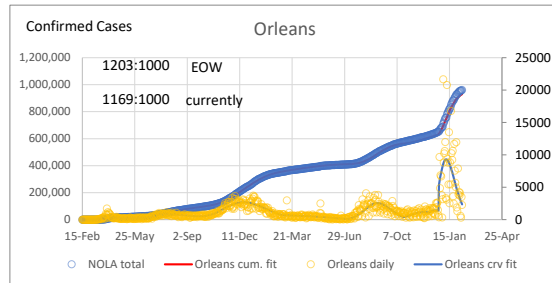 Confirmed Cases
Orleans
1203:1000 EOW
1169:1000 currently
1,200,000
1,000,000
800,000
600,000
400,000
200,000
0
25000
20000
15000
10000
5000
0
15-Feb 25-May 2-Sep 11-Dec 21-Mar 29-Jun 7-Oct 15-Jan 25-Apr
NOLA total Orleans cum. fit Orleans daily Orleans crv fit